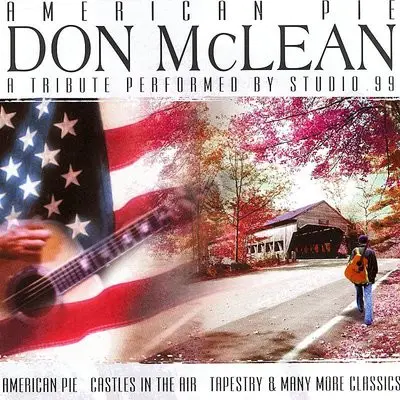 AMERICAN PIE
DON McLEAN
A TRIBUTE PERFORMED BY STUDIO 99
AMERICAN PIE CASTLES IN THE AIR TAPESTRY & MANY MORE CLASSICS